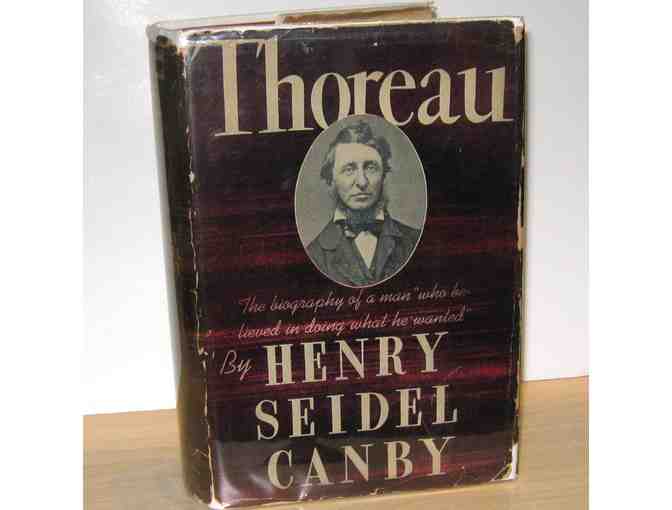 Thoreau
The biography of a man "who be-
lieved in doing what he wanted"
By HENRY
SEIDEL
CANBY